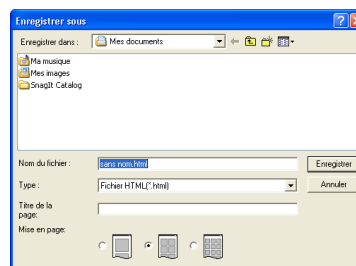 Enregistrer sous
Enregistrer dans :
Mes documents
Ma musique
Mes images
SnagIt Catalog
Nom du fichier :
sans nom.html
Enregistrer
Type :
Fichier HTML(*.html)
Annuler
Titre de la
page:
Mise en page: